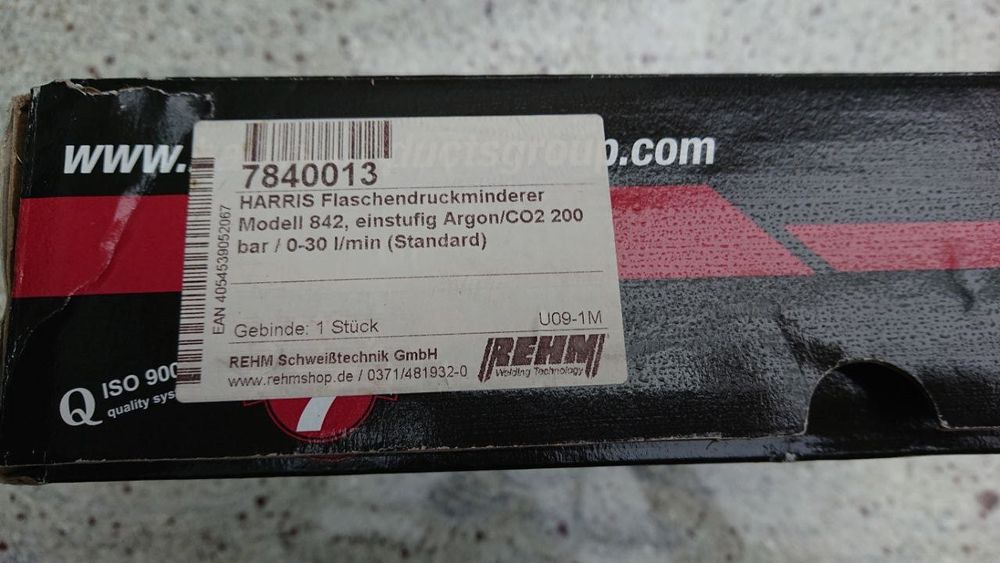 www. dmctsgroup.com
7840013
HARRIS Flaschendruckminderer
Modell 842, einstufig Argon/CO2 200
bar / 0-30 l/min (Standard)
EAN 4054539052067
Gebinde: 1 Stück
U09-1M
REHM Schweißtechnik GmbH
www.rehmshop.de / 0371/481932-0
REHM
Welding Technology
Q ISO 900
quality sys
7